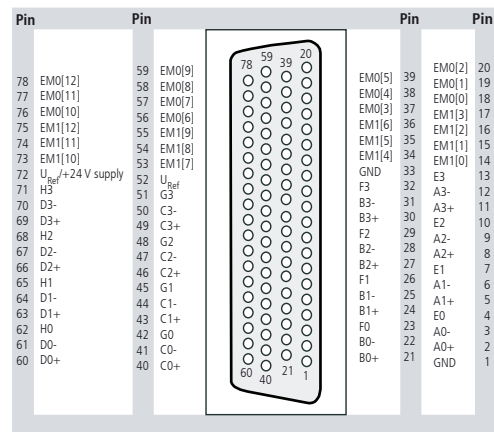 Pin Pin Pin Pin
78 EM0[12]
77 EM0[11]
76 EM0[10]
75 EM1[12]
74 EM1[11]
73 EM1[10]
72 URef/+24 V supply
71 H3
70 D3-
69 D3+
68 H2
67 D2-
66 D2+
65 H1
64 D1-
63 D1+
62 H0
61 D0-
60 D0+
59 EM0[9]
58 EM0[8]
57 EM0[7]
56 EM0[6]
55 EM1[9]
54 EM1[8]
53 EM1[7]
52 URef
51 G3
50 C3-
49 C3+
48 G2
47 C2-
46 C2+
45 G1
44 C1-
43 C1+
42 G0
41 C0-
40 C0+
78 59 39 20
60 40 21 1
EM0[5] 39
EM0[4] 38
EM0[3] 37
EM1[6] 36
EM1[5] 35
EM1[4] 34
GND 33
F3 32
B3- 31
B3+ 30
F2 29
B2- 28
B2+ 27
F1 26
B1- 25
B1+ 24
F0 23
B0- 22
B0+ 21
EM0[2] 20
EM0[1] 19
EM0[0] 18
EM1[3] 17
EM1[2] 16
EM1[1] 15
EM1[0] 14
E3 13
A3- 12
A3+ 11
E2 10
A2- 9
A2+ 8
E1 7
A1- 6
A1+ 5
E0 4
A0- 3
A0+ 2
GND 1